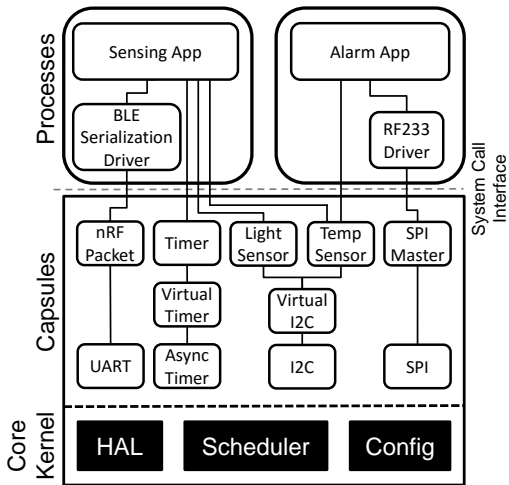 Processes
Sensing App
Alarm App
BLE
Serialization
Driver
RF233
Driver
System Call
Interface
Capsules
nRF
Packet
Timer
Light
Sensor
Temp
Sensor
SPI
Master
Virtual
Timer
Virtual
I2C
UART
Async
Timer
I2C
SPI
Core
Kernel
HAL
Scheduler
Config